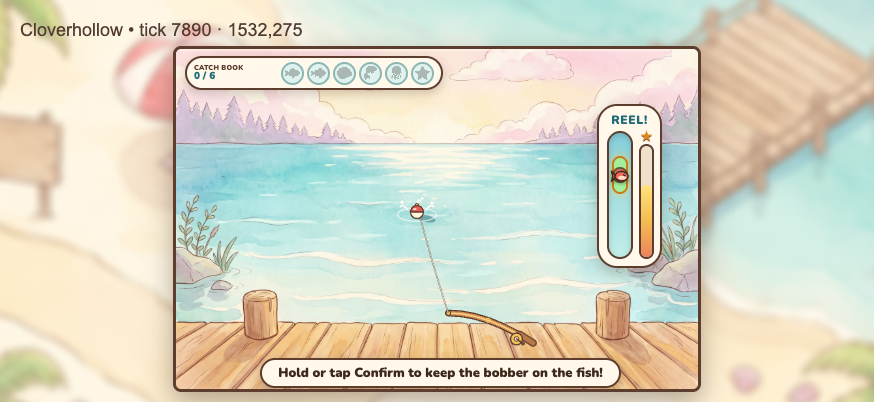 Cloverhollow • tick 7890 · 1532,275
CATCH BOOK
0 / 6
REEL!
Hold or tap Confirm to keep the bobber on the fish!